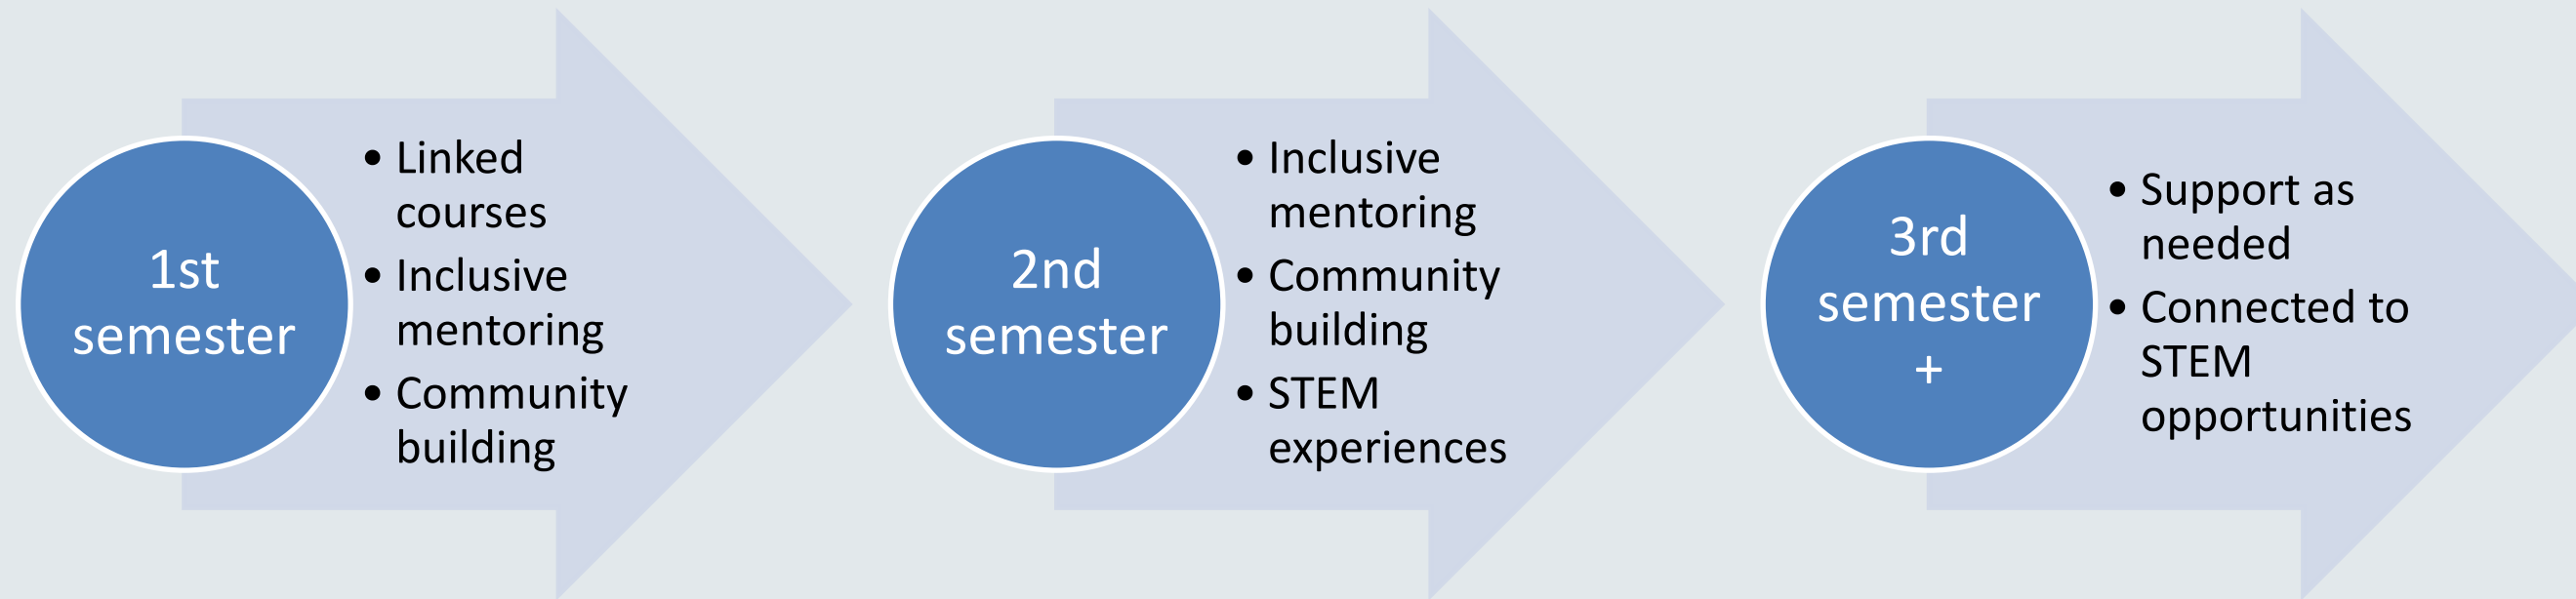 1st
semester
• Linked
courses
• Inclusive
mentoring
• Community
building
2nd
semester
• Inclusive
mentoring
• Community
building
• STEM
experiences
3rd
semester
+
• Support as
needed
• Connected to
STEM
opportunities